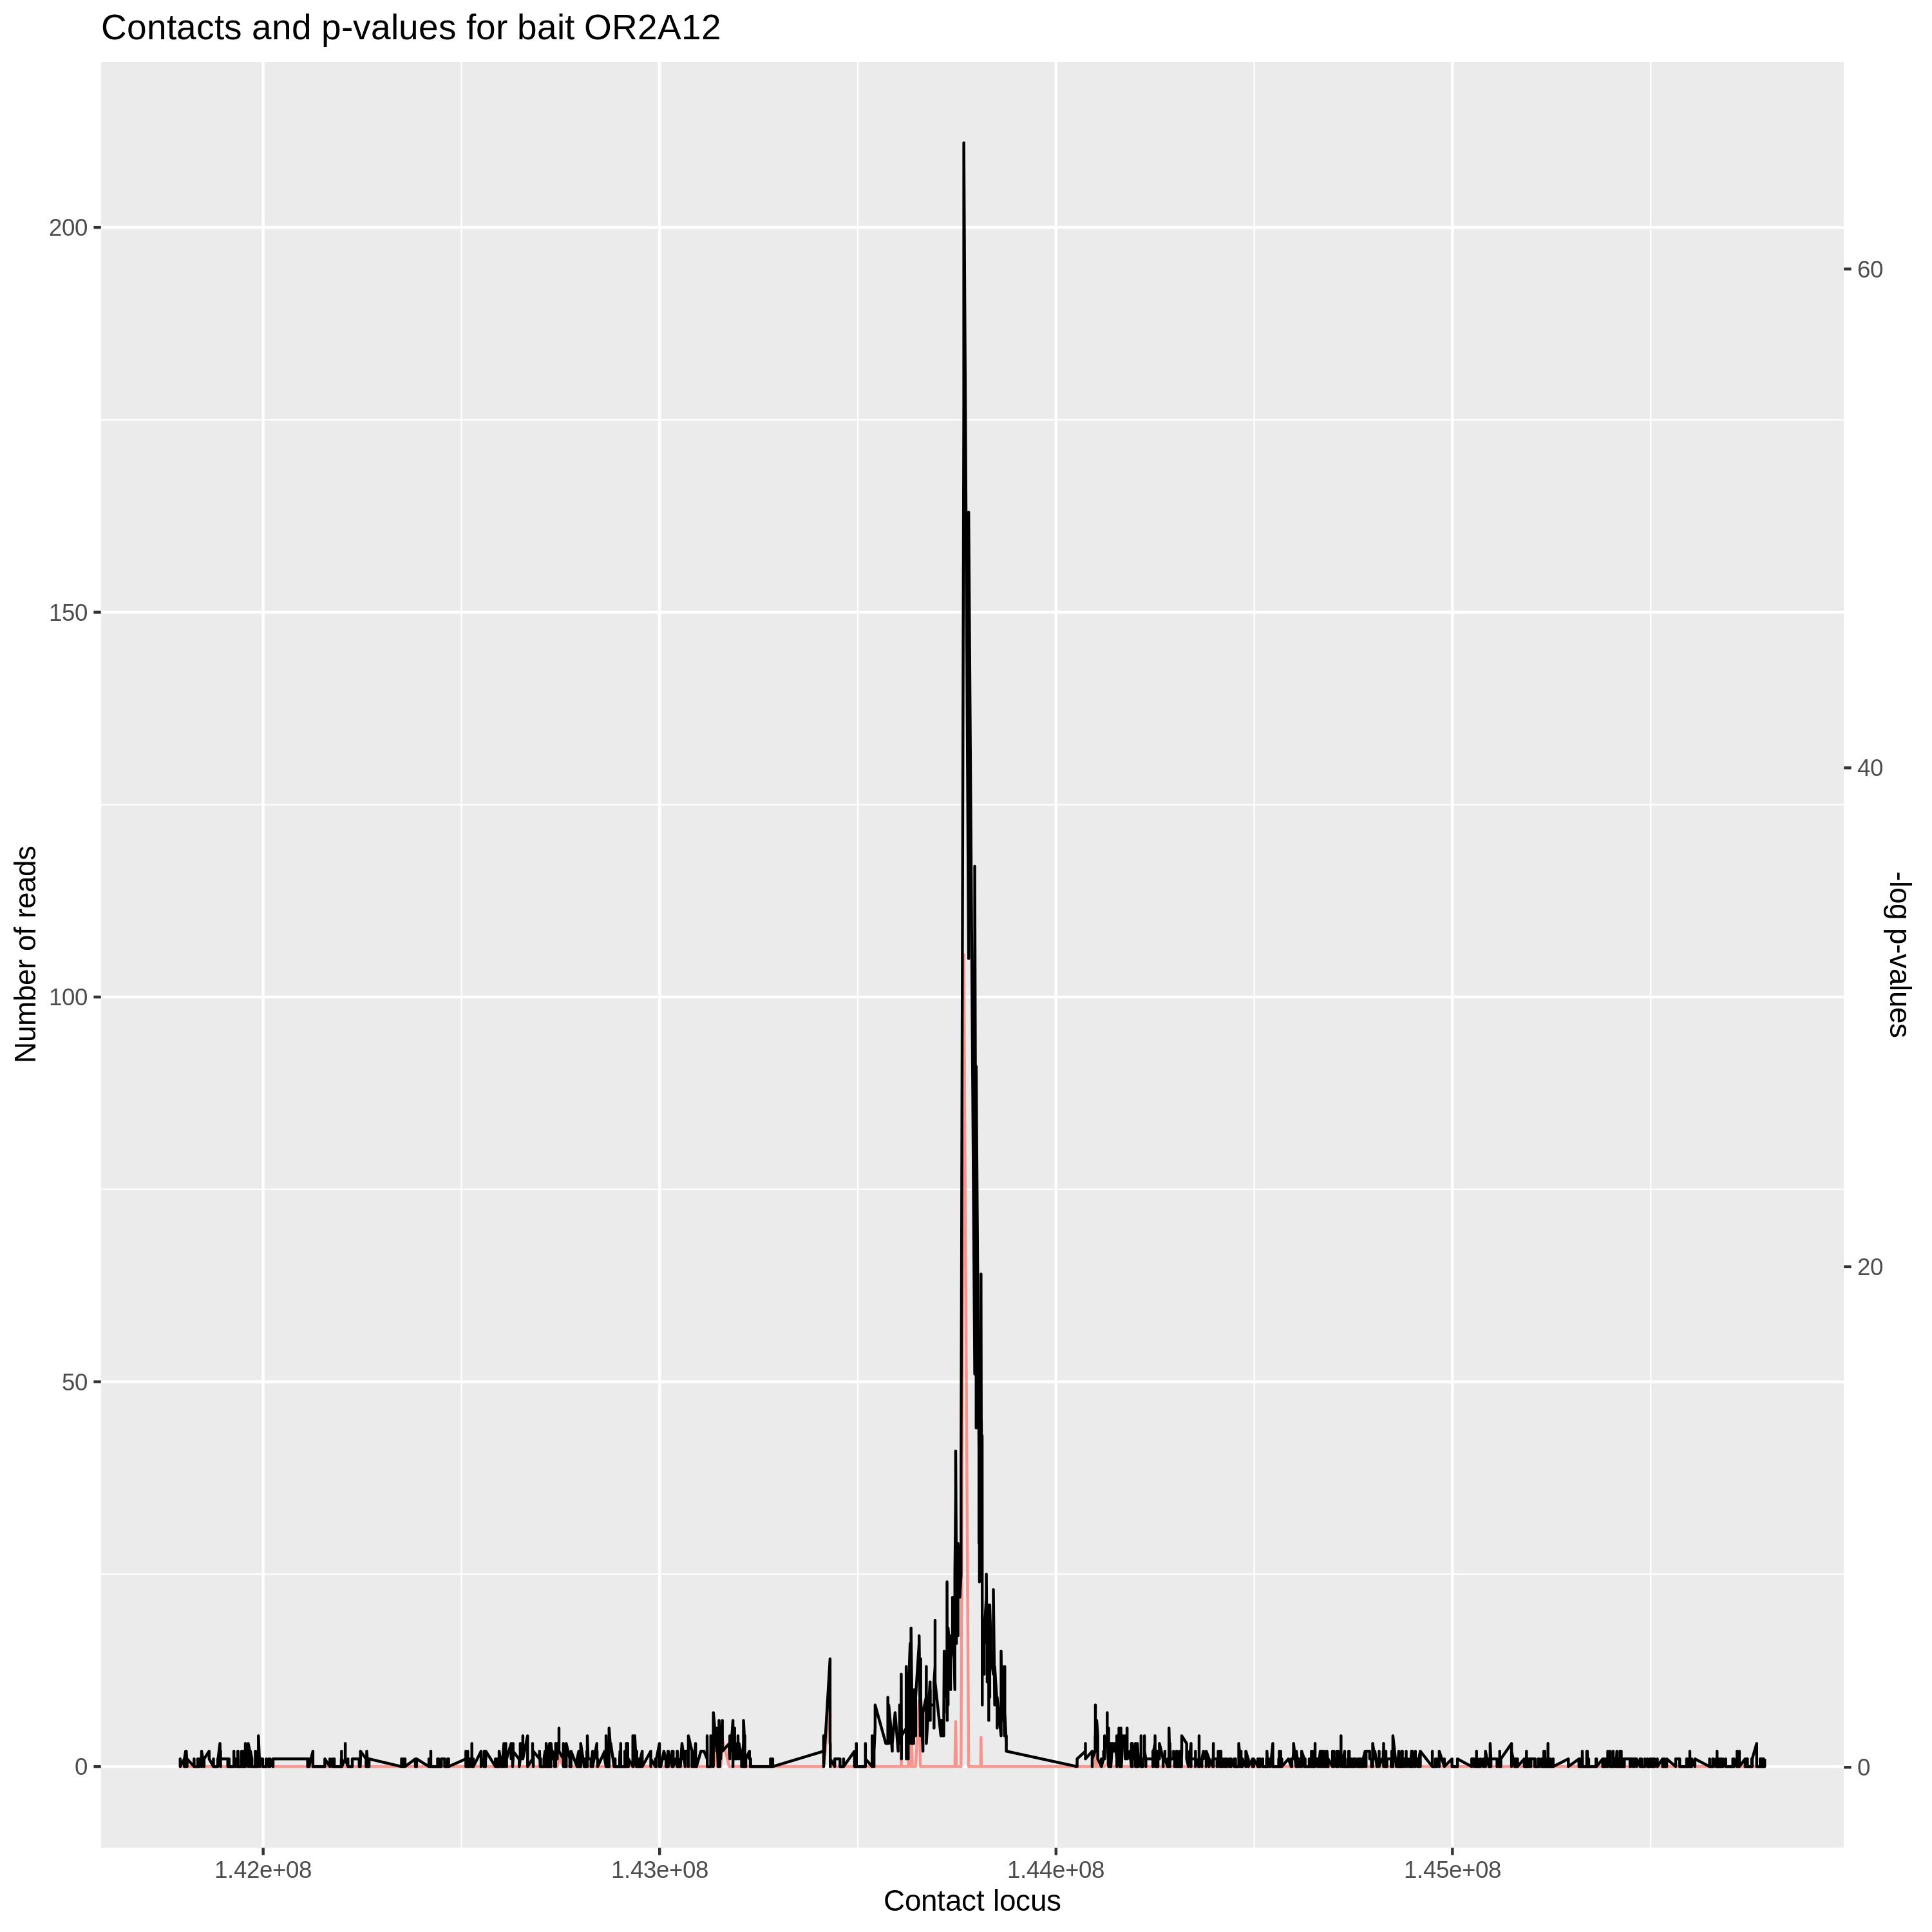 Contacts and p-values for bait OR2A12
200
150
100
50
0
60
40
20
0
Number of reads
-log p-values
1.42e+08
1.43e+08
1.44e+08
1.45e+08
Contact locus